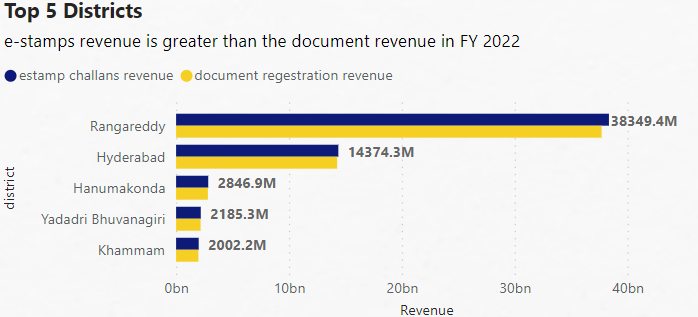 Top 5 Districts
e-stamps revenue is greater than the document revenue in FY 2022
estamp challans revenue document regestration revenue
Rangareddy 38349.4M
Hyderabad 14374.3M
Hanumakonda 2846.9M
Yadadri Bhuvanagiri 2185.3M
Khammam 2002.2M
district
0bn 10bn 20bn 30bn 40bn
Revenue